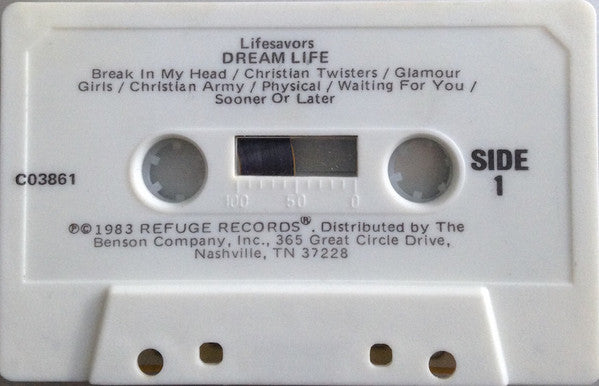 Lifesavors
DREAM LIFE
Break In My Head / Christian Twisters / Glamour
Girls / Christian Army / Physical / Waiting For You /
Sooner Or Later
C03861
SIDE
1
100 50 0
℗©1983 REFUGE RECORDS®. Distributed by The
Benson Company, Inc., 365 Great Circle Drive,
Nashville, TN 37228